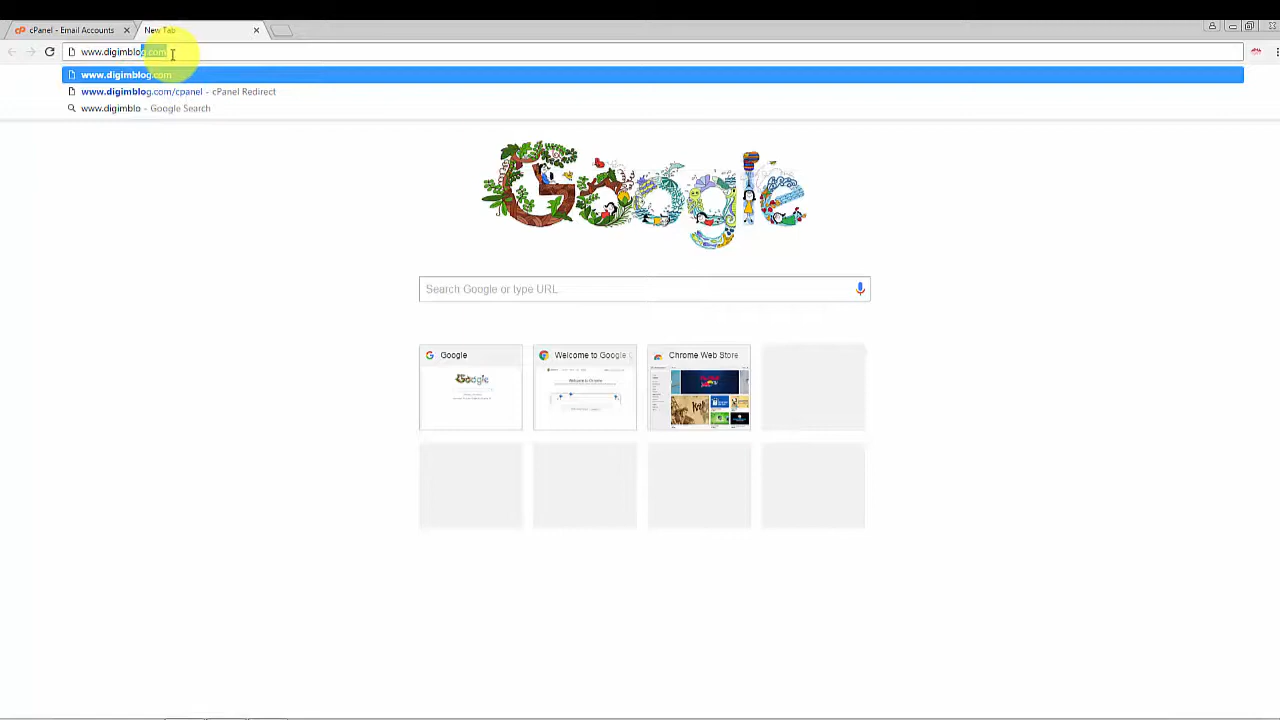 cPanel - Email Accounts
New Tab
www.digimblog.com
www.digimblog.com
www.digimblog.com/cpanel - cPanel Redirect
www.digimblo - Google Search
Google
Search Google or type URL
Google
Welcome to Google
Chrome Web Store